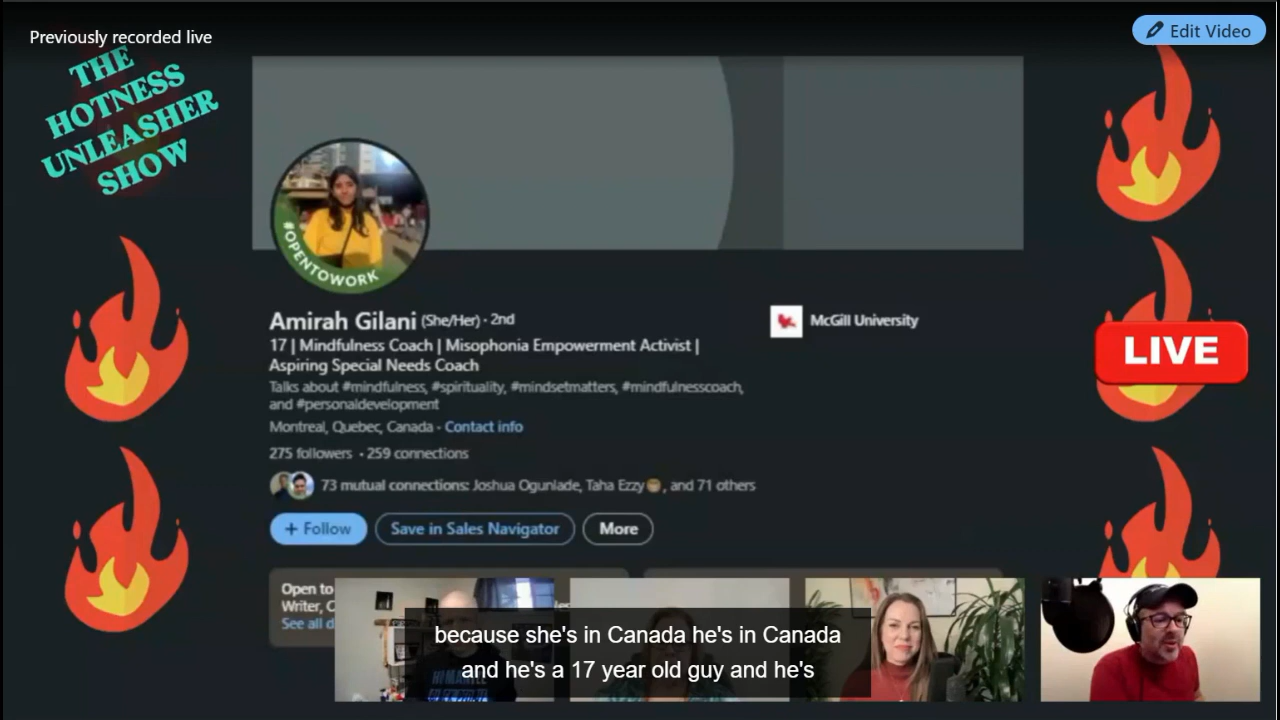 Previously recorded live
Edit Video
THE
HOTNESS
UNLEASHER
SHOW
#OPENTOWORK
Amirah Gilani (She/Her) · 2nd
McGill University
17 | Mindfulness Coach | Misophonia Empowerment Activist |
Aspiring Special Needs Coach
LIVE
Talks about #mindfulness, #spirituality, #mindsetmatters, #mindfulnesscoach,
and #personaldevelopment
Montreal, Quebec, Canada · Contact info
275 followers · 259 connections
73 mutual connections: Joshua Ogunlade, Taha Ezzy, and 71 others
+ Follow
Save in Sales Navigator
More
Open to
Writer, C
See all d
because she's in Canada he's in Canada
and he's a 17 year old guy and he's